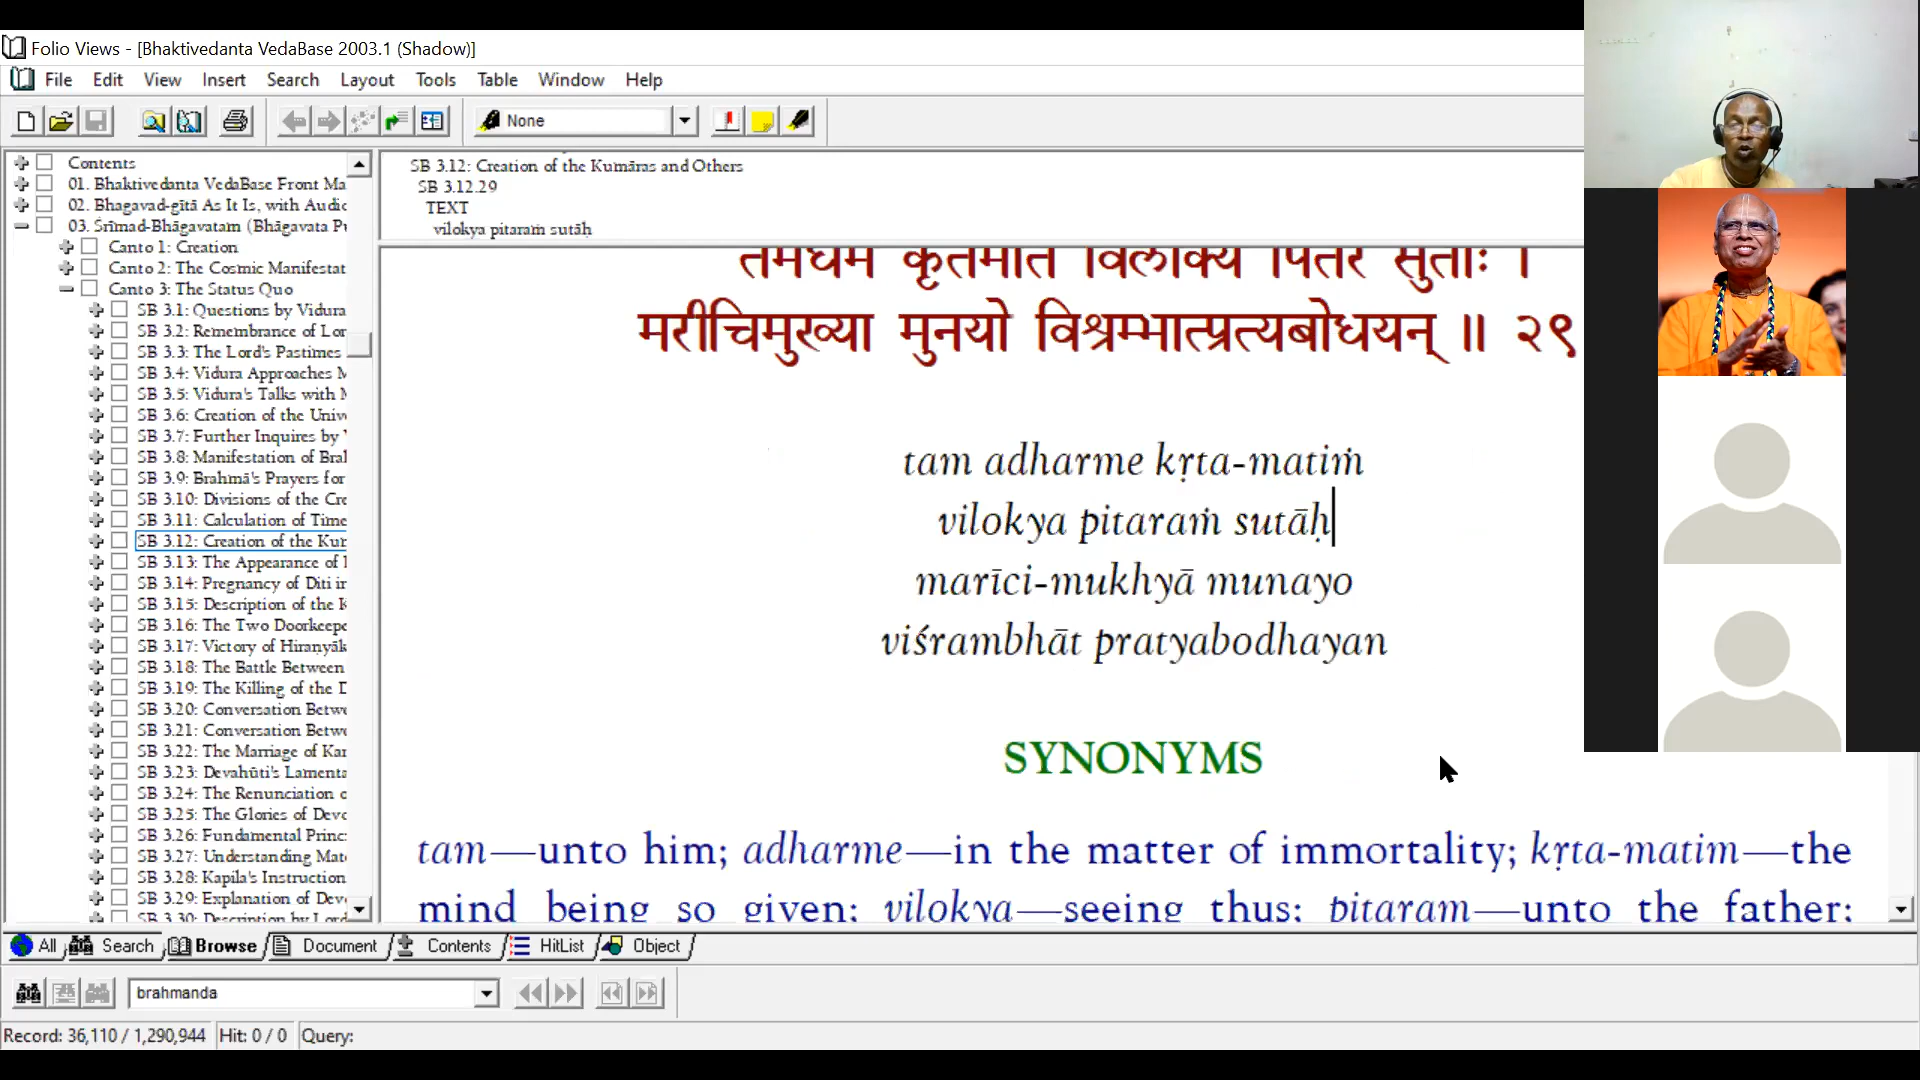 Folio Views - [Bhaktivedanta VedaBase 2003.1 (Shadow)]
File Edit View Insert Search Layout Tools Table Window Help
None
Contents
01. Bhaktivedanta VedaBase Front Ma
02. Bhagavad-gītā As It Is, with Audio
03. Śrīmad-Bhāgavatam (Bhāgavata Pu
Canto 1: Creation
Canto 2: The Cosmic Manifestat
Canto 3: The Status Quo
SB 3.1: Questions by Vidura
SB 3.2: Remembrance of Lor
SB 3.3: The Lord's Pastimes
SB 3.4: Vidura Approaches M
SB 3.5: Vidura's Talks with M
SB 3.6: Creation of the Univ
SB 3.7: Further Inquires by V
SB 3.8: Manifestation of Bral
SB 3.9: Brahmā's Prayers for
SB 3.10: Divisions of the Cre
SB 3.11: Calculation of Time
SB 3.12: Creation of the Kur
SB 3.13: The Appearance of
SB 3.14: Pregnancy of Diti in
SB 3.15: Description of the K
SB 3.16: The Two Doorkeepe
SB 3.17: Victory of Hiraṇyāk
SB 3.18: The Battle Between
SB 3.19: The Killing of the D
SB 3.20: Conversation Betwe
SB 3.21: Conversation Betwe
SB 3.22: The Marriage of Kar
SB 3.23: Devahūti's Lamenta
SB 3.24: The Renunciation o
SB 3.25: The Glories of Devo
SB 3.26: Fundamental Princ
SB 3.27: Understanding Mat
SB 3.28: Kapila's Instruction
SB 3.29: Explanation of Dev
SB 3.30: Description by Lord
SB 3.12: Creation of the Kumāras and Others
SB 3.12.29
TEXT
vilokya pitaraṁ sutāḥ
तमधर्मे कृतमतिं विलोक्य पितरं सुताः ।
मरीचिमुख्या मुनयो विश्रम्भात्प्रत्यबोधयन् ॥ २९
tam adharme kṛta-matiṁ
vilokya pitaraṁ sutāḥ
marīci-mukhyā munayo
viśrambhāt pratyabodhayan
SYNONYMS
tam—unto him; adharme—in the matter of immortality; kṛta-matim—the
mind being so given; vilokya—seeing thus; pitaram—unto the father;
All Search Browse Document Contents HitList Object
brahmanda
Record: 36,110 / 1,290,944 Hit: 0 / 0 Query: